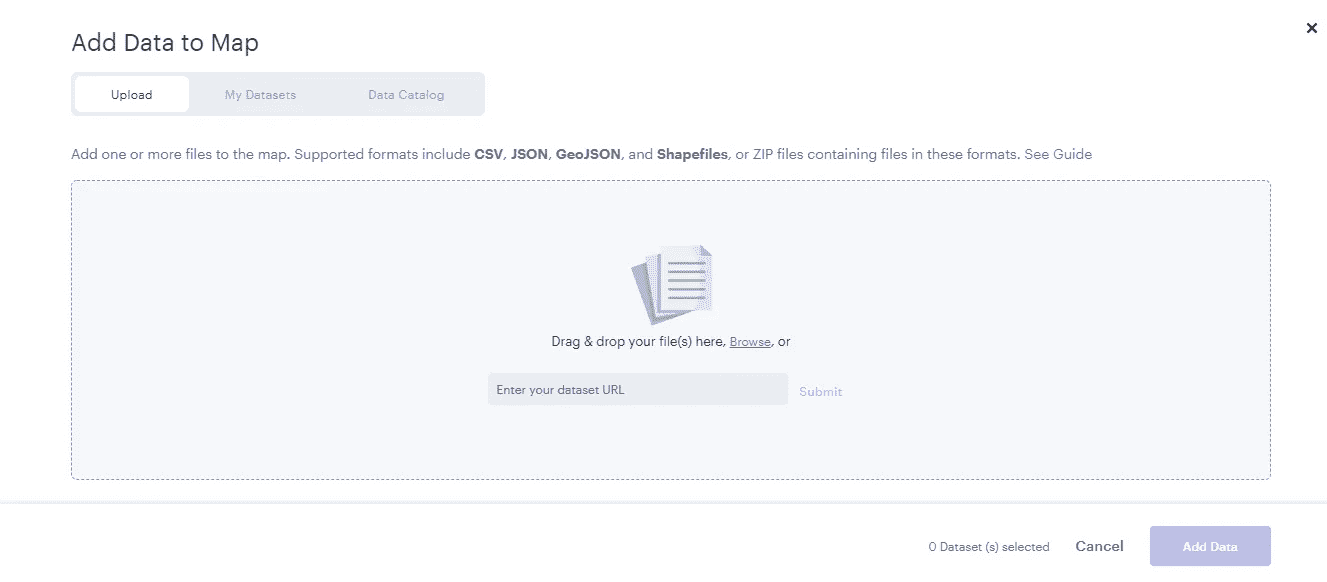 Add Data to Map
Upload
My Datasets
Data Catalog
Add one or more files to the map. Supported formats include CSV, JSON, GeoJSON, and Shapefiles, or ZIP files containing files in these formats. See Guide
Drag & drop your file(s) here, Browse, or
Enter your dataset URL
Submit
0 Dataset (s) selected
Cancel
Add Data